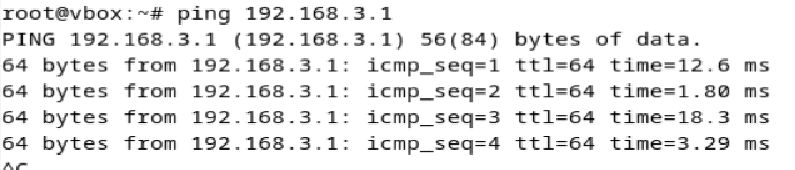 root@vbox:~# ping 192.168.3.1
PING 192.168.3.1 (192.168.3.1) 56(84) bytes of data.
64 bytes from 192.168.3.1: icmp_seq=1 ttl=64 time=12.6 ms
64 bytes from 192.168.3.1: icmp_seq=2 ttl=64 time=1.80 ms
64 bytes from 192.168.3.1: icmp_seq=3 ttl=64 time=18.3 ms
64 bytes from 192.168.3.1: icmp_seq=4 ttl=64 time=3.29 ms
^C